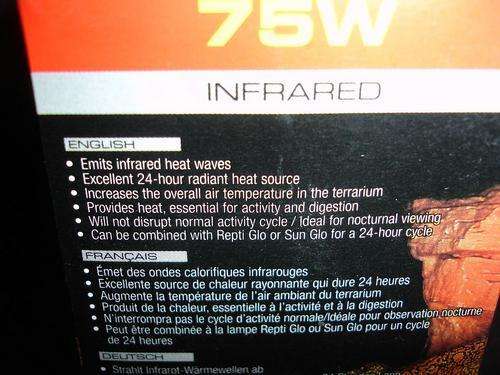 75W
INFRARED
ENGLISH
• Emits infrared heat waves
• Excellent 24-hour radiant heat source
• Increases the overall air temperature in the terrarium
• Provides heat, essential for activity and digestion
• Will not disrupt normal activity cycle / Ideal for nocturnal viewing
• Can be combined with Repti Glo or Sun Glo for a 24-hour cycle
FRANÇAIS
• Émet des ondes calorifiques infrarouges
• Excellente source de chaleur rayonnante qui dure 24 heures
• Augmente la température de l'air ambiant du terrarium
• Produit de la chaleur, essentielle à l'activité et à la digestion
• N'interrompra pas le cycle d'activité normale/Idéale pour observation nocturne
• Peut être combinée à la lampe Repti Glo ou Sun Glo pour un cycle
de 24 heures
DEUTSCH
• Strahlt Infrarot-Wärmewellen ab